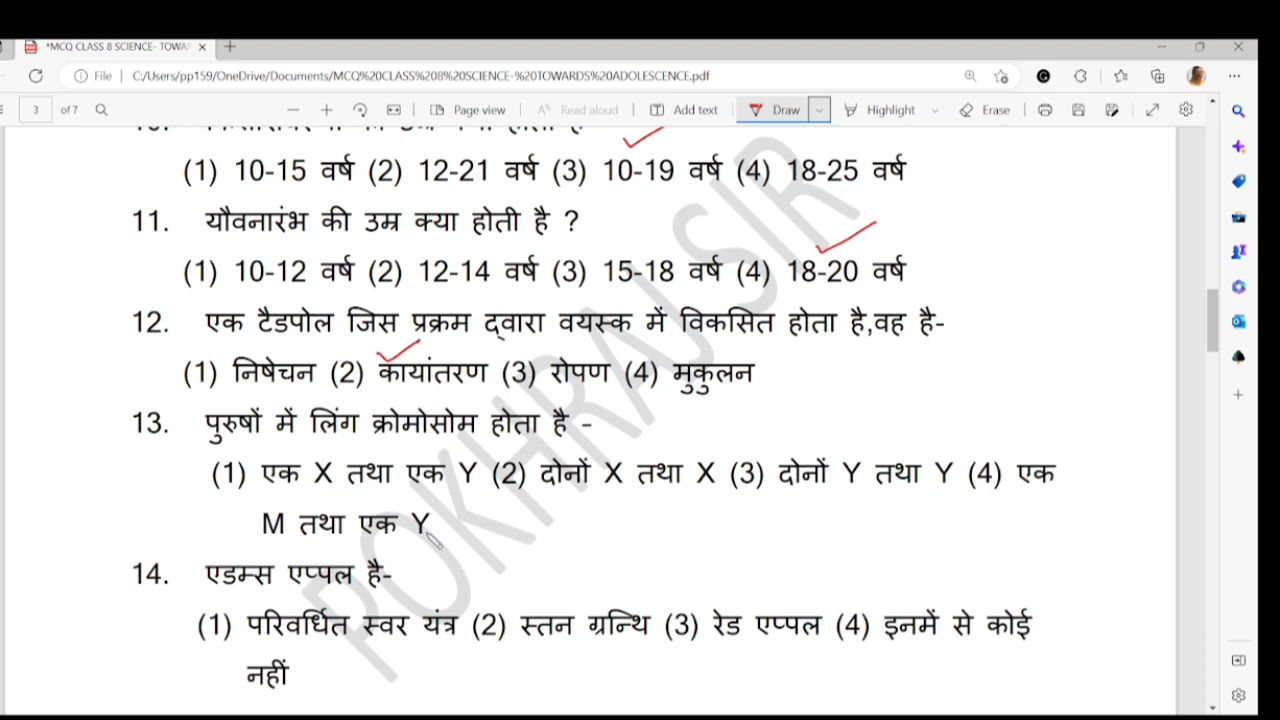 *MCQ CLASS 8 SCIENCE- TOWA
File C:/Users/pp159/OneDrive/Documents/MCQ%20CLASS%208%20SCIENCE-%20TOWARDS%20ADOLESCENCE.pdf
3 of 7 Page view Read aloud Add text Draw Highlight Erase
(1) 10-15 वर्ष (2) 12-21 वर्ष (3) 10-19 वर्ष (4) 18-25 वर्ष
11. यौवनारंभ की उम्र क्या होती है ?
(1) 10-12 वर्ष (2) 12-14 वर्ष (3) 15-18 वर्ष (4) 18-20 वर्ष
12. एक टैडपोल जिस प्रक्रम द्वारा वयस्क में विकसित होता है,वह है-
(1) निषेचन (2) कायांतरण (3) रोपण (4) मुकुलन
13. पुरुषों में लिंग क्रोमोसोम होता है -
(1) एक X तथा एक Y (2) दोनों X तथा X (3) दोनों Y तथा Y (4) एक
M तथा एक Y
14. एडम्स एप्पल है-
(1) परिवर्धित स्वर यंत्र (2) स्तन ग्रन्थि (3) रेड एप्पल (4) इनमें से कोई
नहीं
POKHRAJ SIR